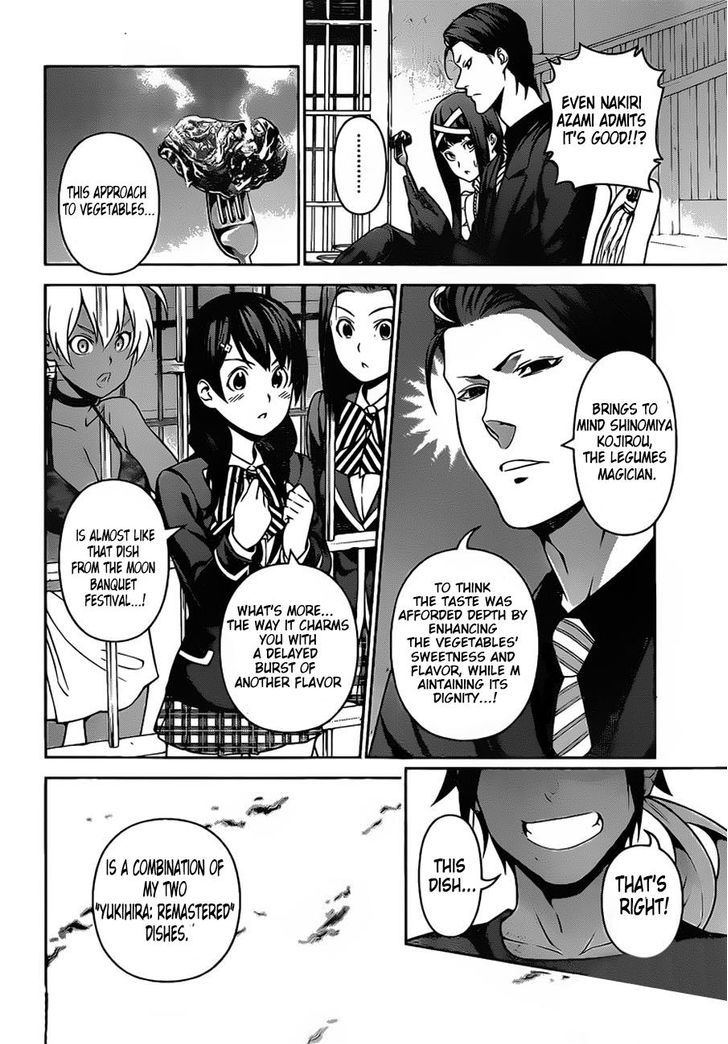 EVEN NAKIRI
AZAMI ADMITS
IT'S GOOD!!?
.........
THIS APPROACH
TO VEGETABLES...
BRINGS TO
MIND SHINOMIYA
KOJIROU,
THE LEGUMES
MAGICIAN.
TO THINK
THE TASTE WAS
AFFORDED DEPTH BY
ENHANCING
THE VEGETABLES'
SWEETNESS AND
FLAVOR, WHILE M
AINTAINING ITS
DIGNITY...!
WHAT'S MORE...
THE WAY IT CHARMS
YOU WITH
A DELAYED
BURST OF
ANOTHER FLAVOR
IS ALMOST LIKE
THAT DISH
FROM THE MOON
BANQUET
FESTIVAL...!
THAT'S
RIGHT!
THIS
DISH...
IS A COMBINATION OF
MY TWO
"YUKIHIRA: REMASTERED"
DISHES.